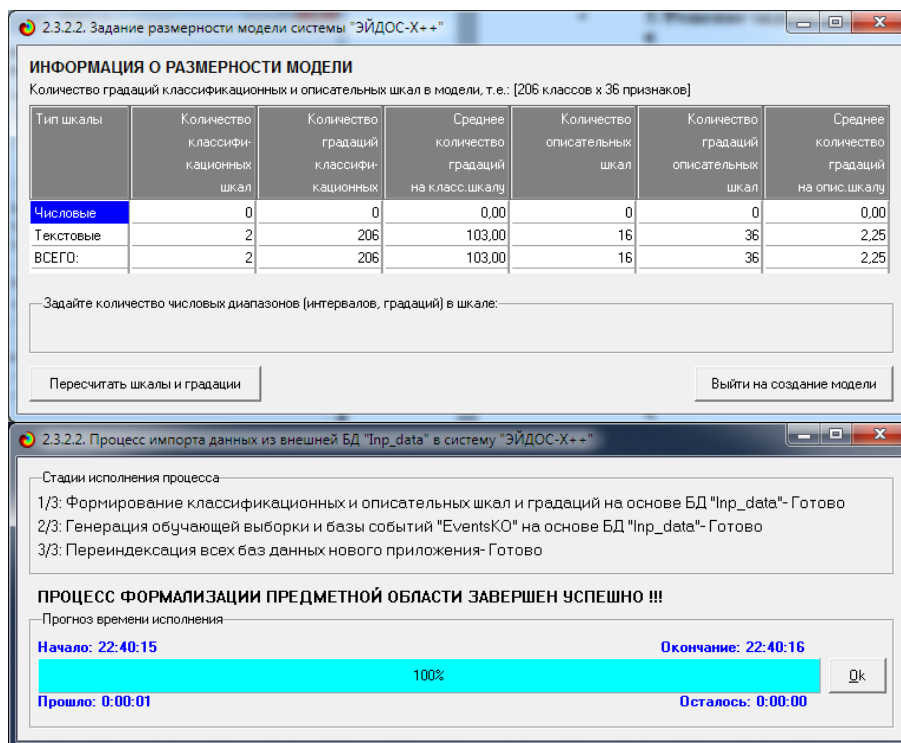 2.3.2.2. Задание размерности модели системы "ЭЙДОС-X++"
ИНФОРМАЦИЯ О РАЗМЕРНОСТИ МОДЕЛИ
Количество градаций классификационных и описательных шкал в модели, т.е.: [206 классов x 36 признаков]
Тип шкалы Количество классифи- кационных шкал Количество градаций классифи- кационных Среднее количество градаций на класс.шкалу Количество описательных шкал Количество градаций описательных шкал Среднее количество градаций на опис.шкалу
Числовые 0 0 0,00 0 0 0,00
Текстовые 2 206 103,00 16 36 2,25
ВСЕГО: 2 206 103,00 16 36 2,25
Задайте количество числовых диапазонов (интервалов, градаций) в шкале:
Пересчитать шкалы и градации Выйти на создание модели
2.3.2.2. Процесс импорта данных из внешней БД "Inp_data" в систему "ЭЙДОС-X++"
Стадии исполнения процесса
1/3: Формирование классификационных и описательных шкал и градаций на основе БД "Inp_data"- Готово
2/3: Генерация обучающей выборки и базы событий "EventsKO" на основе БД "Inp_data"- Готово
3/3: Переиндексация всех баз данных нового приложения- Готово
ПРОЦЕСС ФОРМАЛИЗАЦИИ ПРЕДМЕТНОЙ ОБЛАСТИ ЗАВЕРШЕН УСПЕШНО !!!
Прогноз времени исполнения
Начало: 22:40:15 Окончание: 22:40:16
100% Ok
Прошло: 0:00:01 Осталось: 0:00:00